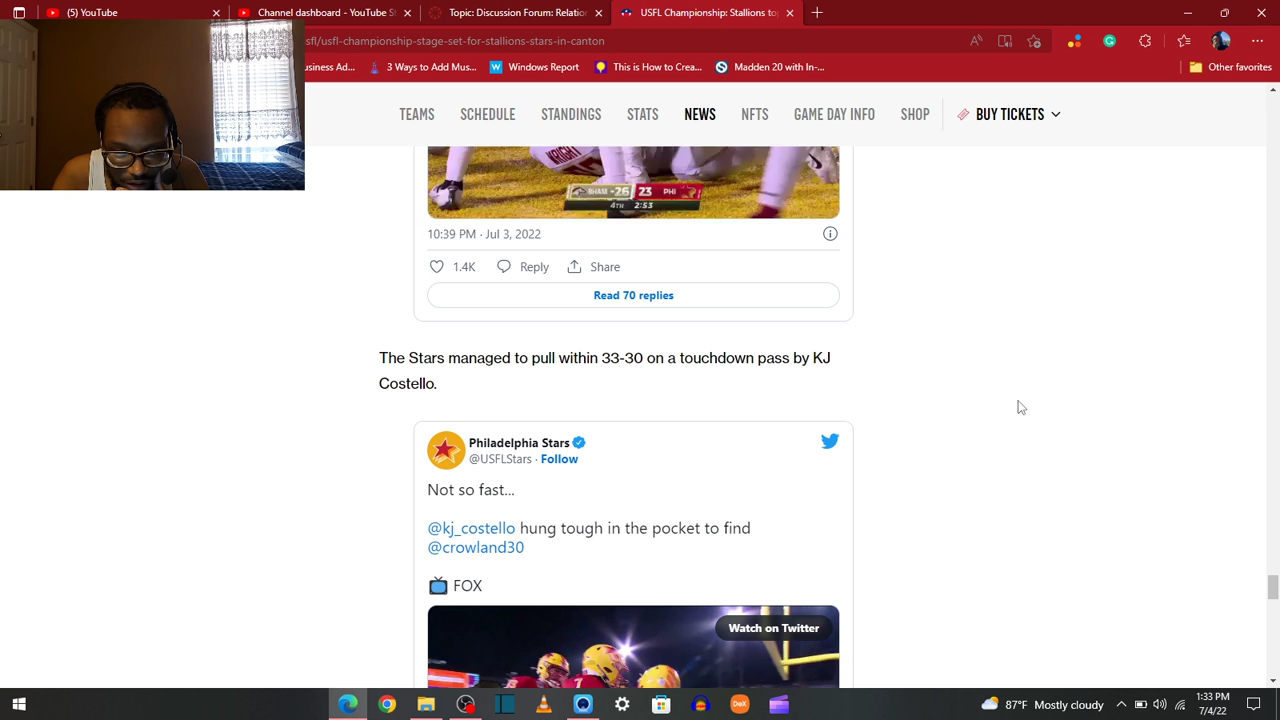 (5) YouTube
Channel dashboard - YouTube S
Topic: Discussion Forum: Relatio
USFL Championship: Stallions to
sfl/usfl-championship-stage-set-for-stallions-stars-in-canton
usiness Ad...
3 Ways to Add Mus...
Windows Report
This is How to Crea...
Madden 20 with In-...
Other favorites
TEAMS
SCHEDULE
STANDINGS
STATS
NEWS
NFTS
GAME DAY INFO
SHOP
BUY TICKETS
BHAM 26 23 PHI
4TH 2:53
10:39 PM · Jul 3, 2022
1.4K
Reply
Share
Read 70 replies
The Stars managed to pull within 33-30 on a touchdown pass by KJ
Costello.
Philadelphia Stars
@USFLStars · Follow
Not so fast...
@kj_costello hung tough in the pocket to find
@crowland30
FOX
Watch on Twitter
DeX
87°F Mostly cloudy
1:33 PM
7/4/22